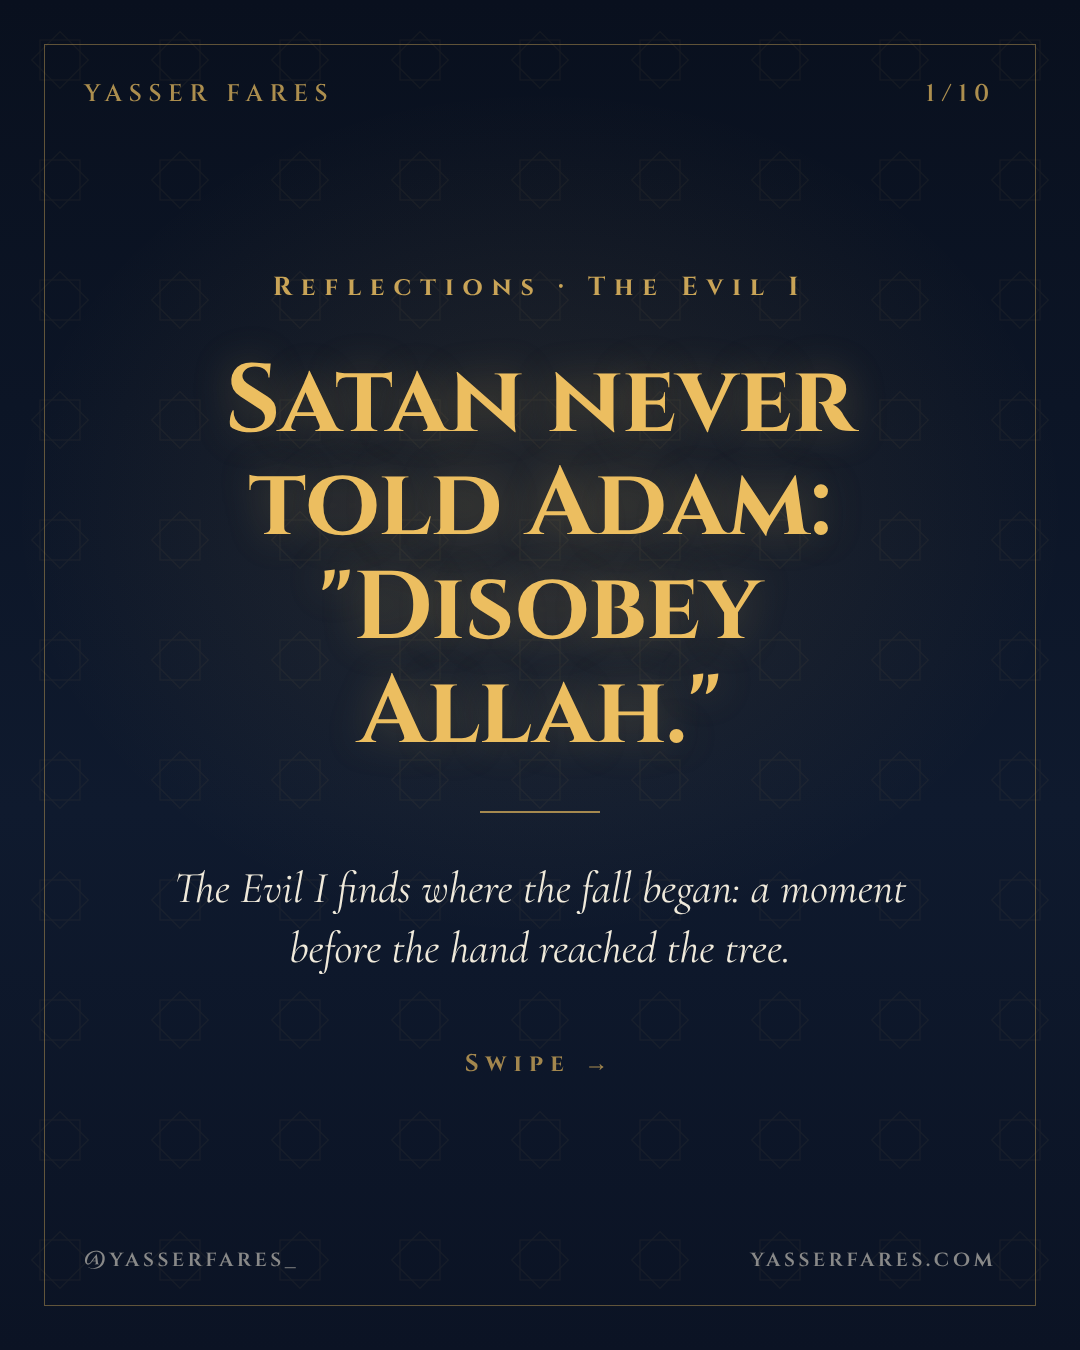 YASSER FARES
1/10
Reflections · The Evil I
Satan never
told Adam:
"Disobey
Allah."
The Evil I finds where the fall began: a moment
before the hand reached the tree.
Swipe →
@YASSERFARES_
YASSERFARES.COM